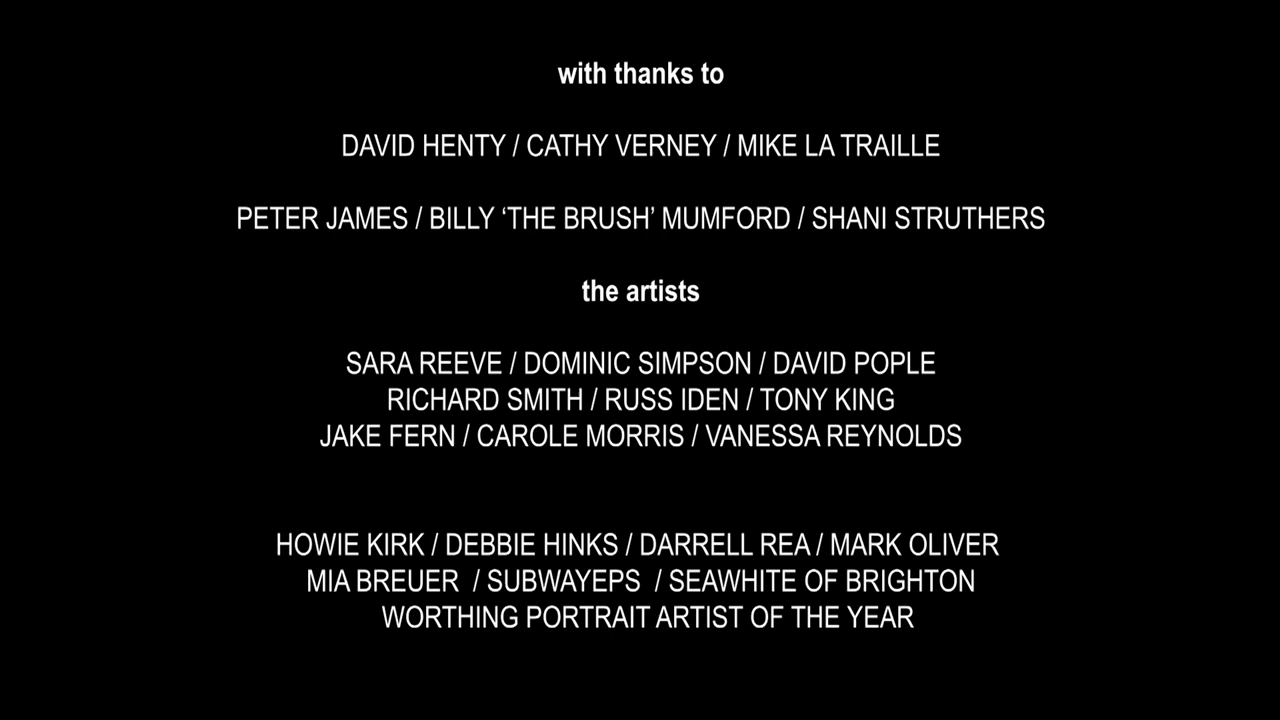 with thanks to
DAVID HENTY / CATHY VERNEY / MIKE LA TRAILLE
PETER JAMES / BILLY ‘THE BRUSH’ MUMFORD / SHANI STRUTHERS
the artists
SARA REEVE / DOMINIC SIMPSON / DAVID POPLE
RICHARD SMITH / RUSS IDEN / TONY KING
JAKE FERN / CAROLE MORRIS / VANESSA REYNOLDS
HOWIE KIRK / DEBBIE HINKS / DARRELL REA / MARK OLIVER
MIA BREUER  / SUBWAYEPS  / SEAWHITE OF BRIGHTON
WORTHING PORTRAIT ARTIST OF THE YEAR